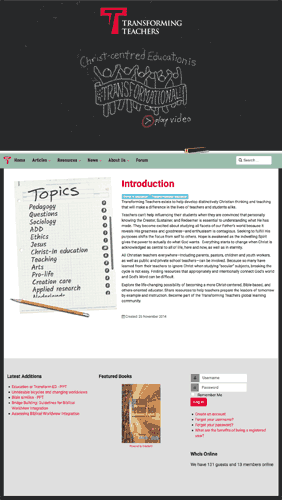 TRANSFORMING
TEACHERS
Christ-centred Education is
TRANSFORMATIONAL!
play video
Home Articles Resources News About Us Forum Search...
Topics
Pedagogy
Questions
Sociology
ADD
Ethics
Jesus
Christ-in education
Teaching
Arts
Pro-life
Creation care
Applied research
Introduction
Transforming Teachers exists to help develop distinctively Christian thinking and teaching
that will make a difference in the lives of teachers and students alike.
Teachers can't help influencing their students when they are convinced that personally
knowing the Creator, Sustainer, and Redeemer is essential to understanding what He has
made. They become excited about studying all facets of our Father's world because it
reveals His greatness and goodness—and enthusiasm is contagious. Seeking to fulfill His
purposes shifts the focus from self to others. Hope is awakened as the indwelling Spirit
gives the power to actually do what God wants. Everything starts to change when Christ is
acknowledged as central to all of life, here and now, as well as in eternity.
All Christian teachers everywhere—including parents, pastors, children and youth workers,
as well as public and private school teachers—can be involved. Because so many have
learned from their teachers to ignore Christ when studying "secular" subjects, breaking the
cycle is not easy. Finding resources that appropriately and intentionally connect God's world
and God's Word can be difficult.
Explore the life-changing possibility of becoming a more Christ-centered, Bible-based, and
others-oriented educator. Share resources to help teachers prepare the leaders of tomorrow
by example and instruction. Become part of the Transforming Teachers global learning
community.
Created: 02 November 2016
Latest Additions
Education to Transform ED - PPT
Windblown bicycles and changing worldviews
Bible timeline - PPT
Bridge Building: Guidelines for Biblical
Worldview Integration
Assessing Biblical Worldview Integration
Featured Books
Username
Password
Remember Me
Log in
Create an account
Forgot your username?
Forgot your password?
What are the benefits of being a registered
user?
Who's Online
We have 101 guests and 13 members online